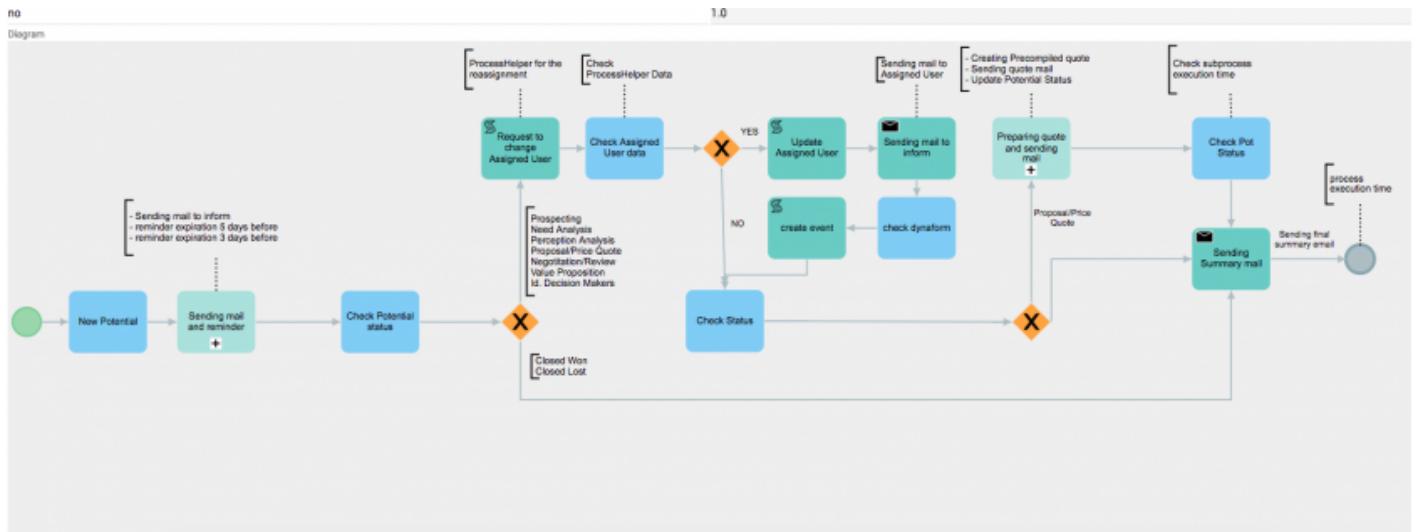 no
1.0
Diagram
ProcessHelper for the
reassignment
Check
ProcessHelper Data
Sending mail to
Assigned User
- Creating Precompiled quote
- Sending quote mail
- Update Potential Status
Check subprocess
execution time
Request to
change
Assigned User
Check Assigned
User data
X
YES
Update
Assigned User
Sending mail to
inform
Preparing quote
and sending
mail
Check Pot
Status
process
execution time
- Sending mail to inform
- reminder expiration 5 days before
- reminder expiration 3 days before
Prospecting
Need Analysis
Perception Analysis
Proposal/Price Quote
Negotitation/Review
Value Proposition
Id. Decision Makers
NO
create event
check dynaform
Proposal/Price
Quote
Sending
Summary mail
Sending final
summary email
New Potential
Sending mail
and reminder
Check Potential
status
X
Check Status
X
Closed Won
Closed Lost